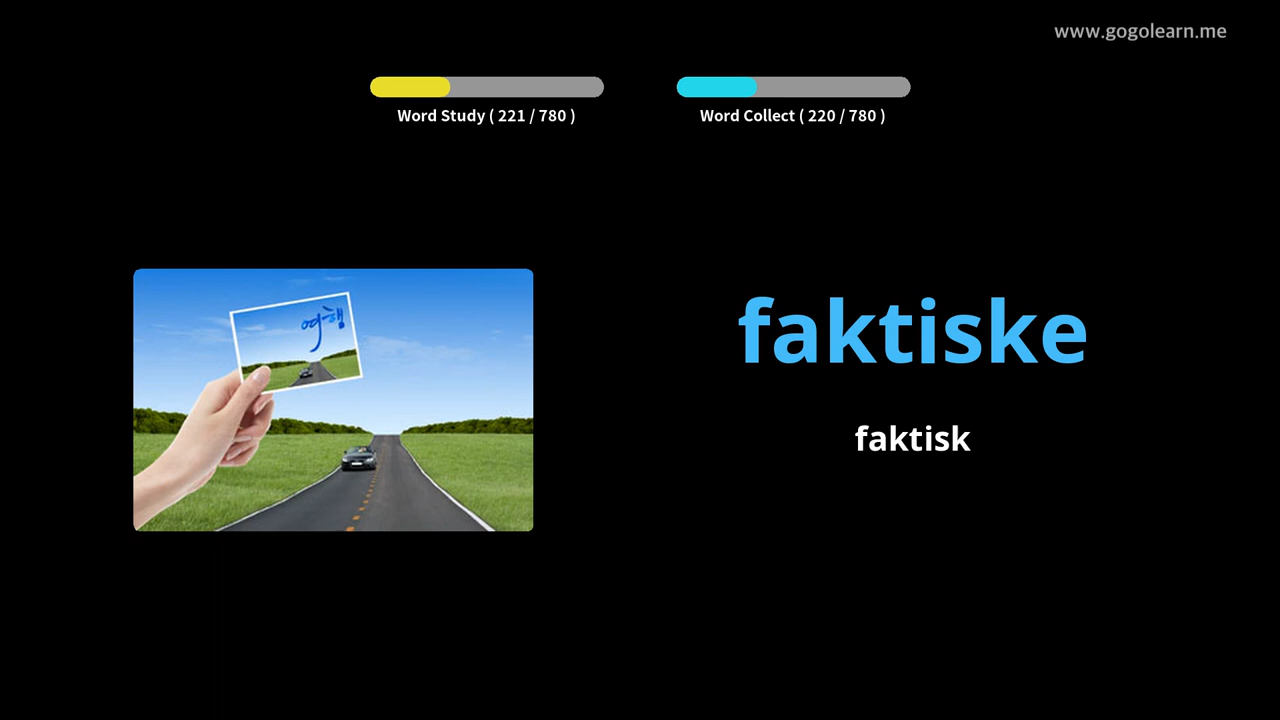 www.gogolearn.me
Word Study ( 221 / 780 )
Word Collect ( 220 / 780 )
여행
faktiske
faktisk